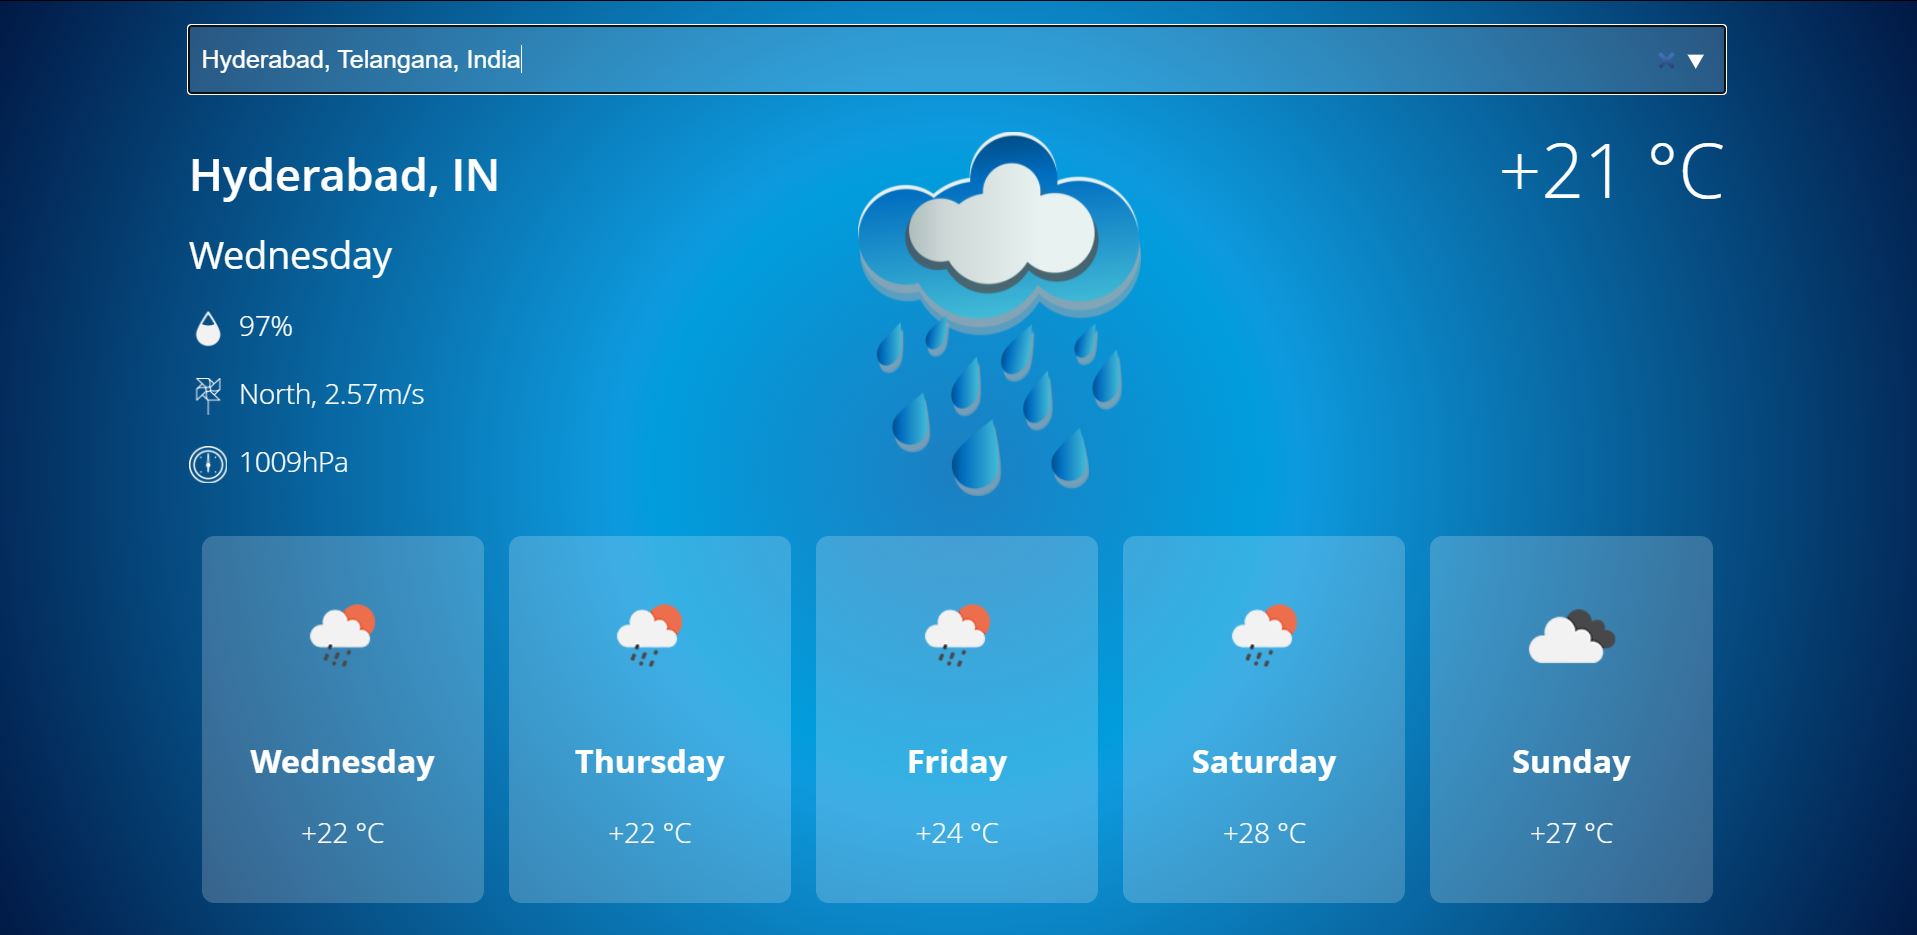 Hyderabad, Telangana, India
Hyderabad, IN
+21 °C
Wednesday
97%
North, 2.57m/s
1009hPa
Wednesday
+22 °C
Thursday
+22 °C
Friday
+24 °C
Saturday
+28 °C
Sunday
+27 °C